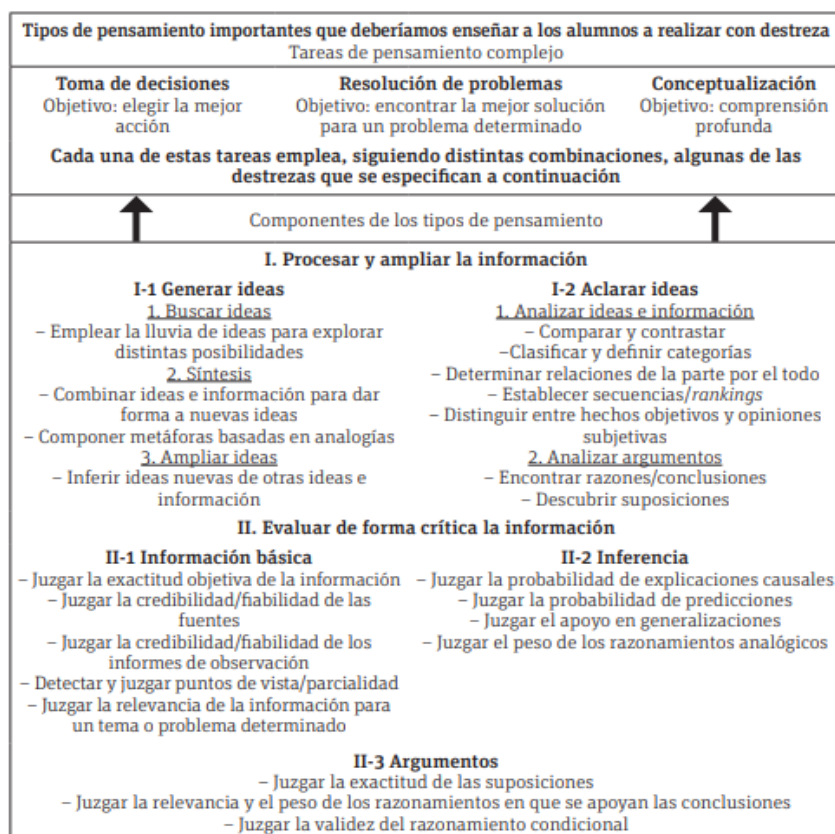 Tipos de pensamiento importantes que deberíamos enseñar a los alumnos a realizar con destreza
Tareas de pensamiento complejo
Toma de decisiones
Objetivo: elegir la mejor
acción
Resolución de problemas
Objetivo: encontrar la mejor solución
para un problema determinado
Conceptualización
Objetivo: comprensión
profunda
Cada una de estas tareas emplea, siguiendo distintas combinaciones, algunas de las
destrezas que se especifican a continuación
Componentes de los tipos de pensamiento
I. Procesar y ampliar la información
I-1 Generar ideas
1. Buscar ideas
– Emplear la lluvia de ideas para explorar
distintas posibilidades
2. Síntesis
– Combinar ideas e información para dar
forma a nuevas ideas
– Componer metáforas basadas en analogías
3. Ampliar ideas
– Inferir ideas nuevas de otras ideas e
información
I-2 Aclarar ideas
1. Analizar ideas e información
– Comparar y contrastar
–Clasificar y definir categorías
– Determinar relaciones de la parte por el todo
– Establecer secuencias/rankings
– Distinguir entre hechos objetivos y opiniones
subjetivas
2. Analizar argumentos
– Encontrar razones/conclusiones
– Descubrir suposiciones
II. Evaluar de forma crítica la información
II-1 Información básica
– Juzgar la exactitud objetiva de la información
– Juzgar la credibilidad/fiabilidad de las
fuentes
– Juzgar la credibilidad/fiabilidad de los
informes de observación
– Detectar y juzgar puntos de vista/parcialidad
– Juzgar la relevancia de la información para
un tema o problema determinado
II-2 Inferencia
– Juzgar la probabilidad de explicaciones causales
– Juzgar la probabilidad de predicciones
– Juzgar el apoyo en generalizaciones
– Juzgar el peso de los razonamientos analógicos
II-3 Argumentos
– Juzgar la exactitud de las suposiciones
– Juzgar la relevancia y el peso de los razonamientos en que se apoyan las conclusiones
– Juzgar la validez del razonamiento condicional